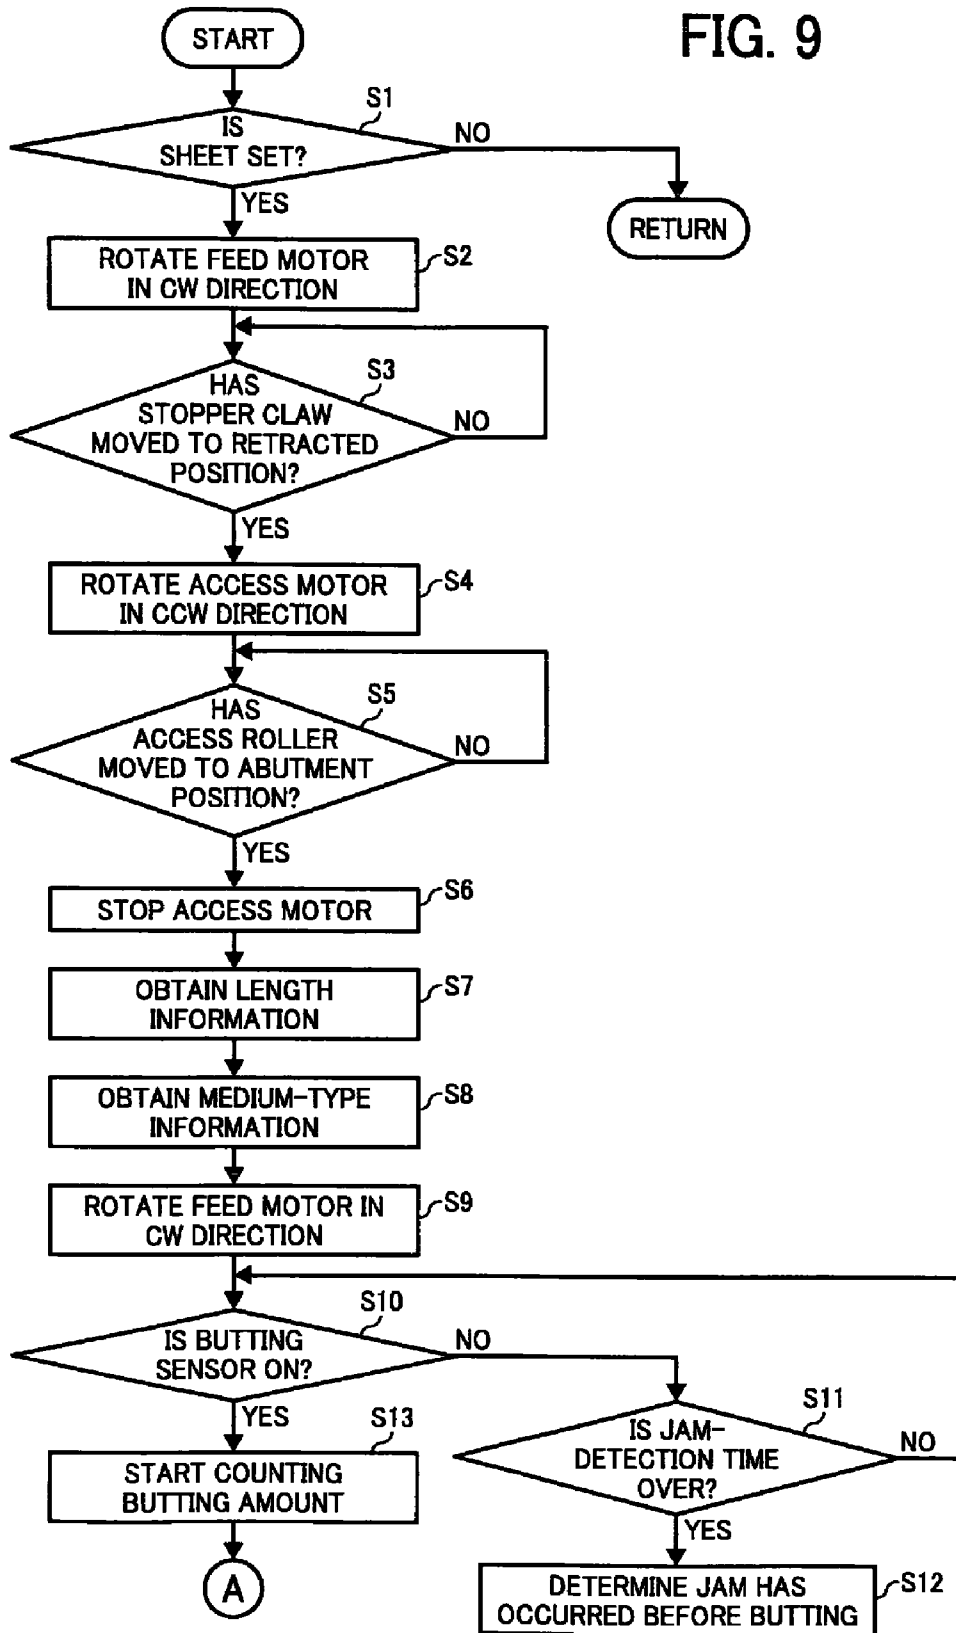 FIG. 9
START
S1
IS
SHEET SET?
NO
YES
RETURN
ROTATE FEED MOTOR
IN CW DIRECTION
S2
S3
HAS
STOPPER CLAW
MOVED TO RETRACTED
POSITION?
NO
YES
ROTATE ACCESS MOTOR
IN CCW DIRECTION
S4
S5
HAS
ACCESS ROLLER
MOVED TO ABUTMENT
POSITION?
NO
YES
STOP ACCESS MOTOR
S6
OBTAIN LENGTH
INFORMATION
S7
OBTAIN MEDIUM-TYPE
INFORMATION
S8
ROTATE FEED MOTOR IN
CW DIRECTION
S9
S10
IS BUTTING
SENSOR ON?
NO
YES
S11
IS JAM-
DETECTION TIME
OVER?
NO
YES
S13
START COUNTING
BUTTING AMOUNT
A
DETERMINE JAM HAS
OCCURRED BEFORE BUTTING
S12